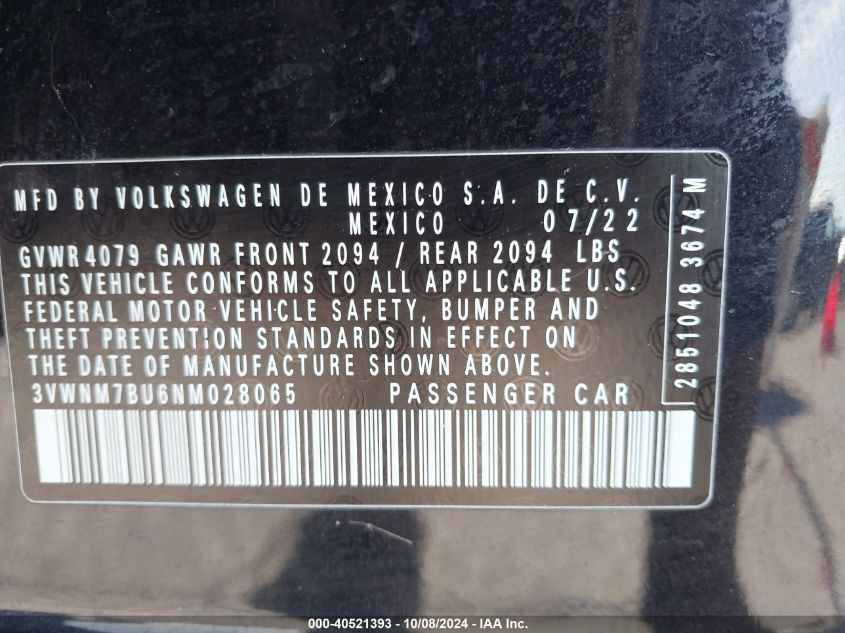 MFD BY VOLKSWAGEN DE MEXICO S.A. DE C.V.
MEXICO 07/22
GVWR 4079 GAWR FRONT 2094 / REAR 2094 LBS
THIS VEHICLE CONFORMS TO ALL APPLICABLE U.S.
FEDERAL MOTOR VEHICLE SAFETY, BUMPER AND
THEFT PREVENTION STANDARDS IN EFFECT ON
THE DATE OF MANUFACTURE SHOWN ABOVE.
3VWNM7BU6NM028065 PASSENGER CAR
2851048 3674 M
000-40521393 - 10/08/2024 - IAA Inc.